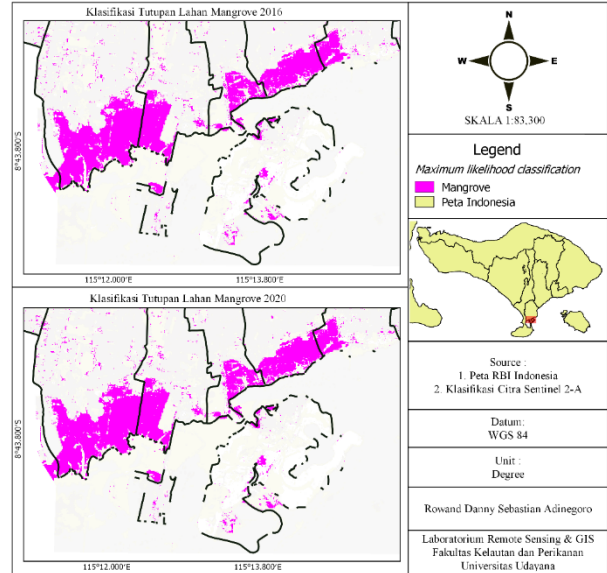 Klasifikasi Tutupan Lahan Mangrove 2016
8°43.800'S
115°12.000'E
115°13.800'E
Klasifikasi Tutupan Lahan Mangrove 2020
8°43.800'S
115°12.000'E
115°13.800'E
N
W
E
S
SKALA 1:83,300
Legend
Maximum likelihood classification
Mangrove
Peta Indonesia
Source :
1. Peta RBI Indonesia
2. Klasifikasi Citra Sentinel 2-A
Datum:
WGS 84
Unit :
Degree
Rowand Danny Sebastian Adinegoro
Laboratorium Remote Sensing & GIS
Fakultas Kelautan dan Perikanan
Universitas Udayana